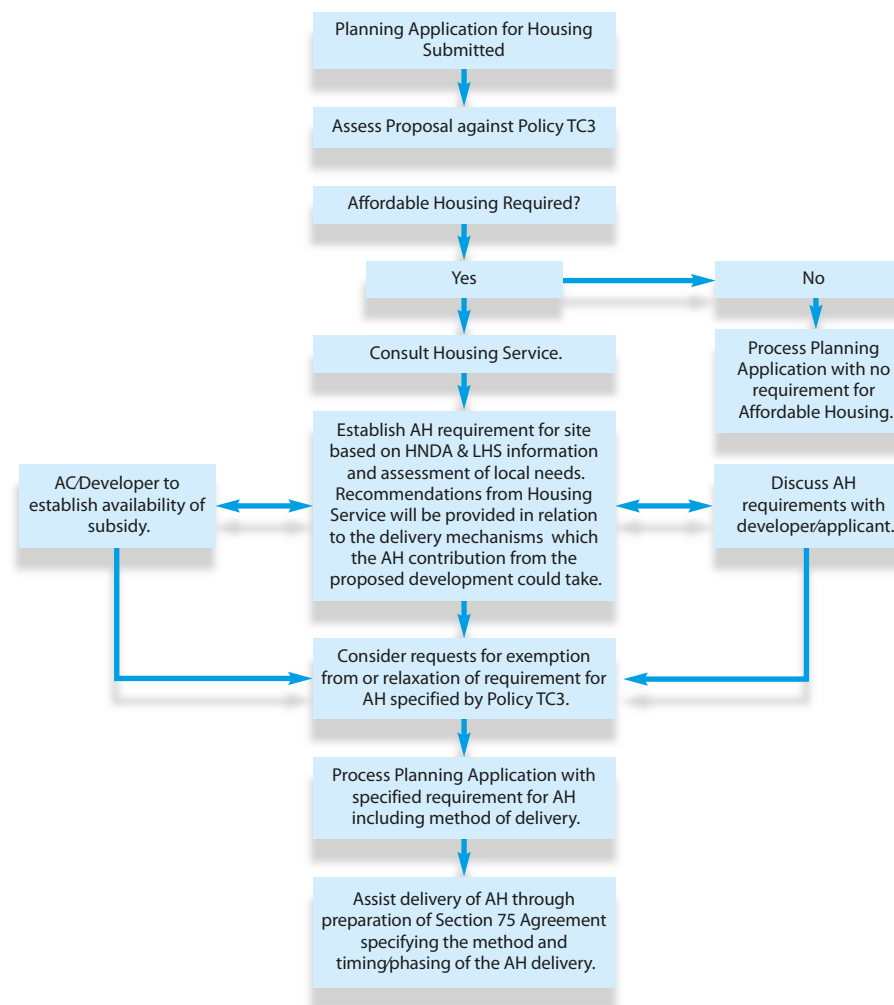 Planning Application for Housing
Submitted
Assess Proposal against Policy TC3
Affordable Housing Required?
Yes
No
Consult Housing Service.
Process Planning
Application with no
requirement for
Affordable Housing.
Establish AH requirement for site
based on HNDA & LHS information
and assessment of local needs.
Recommendations from Housing
Service will be provided in relation
to the delivery mechanisms which
the AH contribution from the
proposed development could take.
AC/Developer to
establish availability of
subsidy.
Discuss AH
requirements with
developer/applicant.
Consider requests for exemption
from or relaxation of requirement for
AH specified by Policy TC3.
Process Planning Application with
specified requirement for AH
including method of delivery.
Assist delivery of AH through
preparation of Section 75 Agreement
specifying the method and
timing/phasing of the AH delivery.